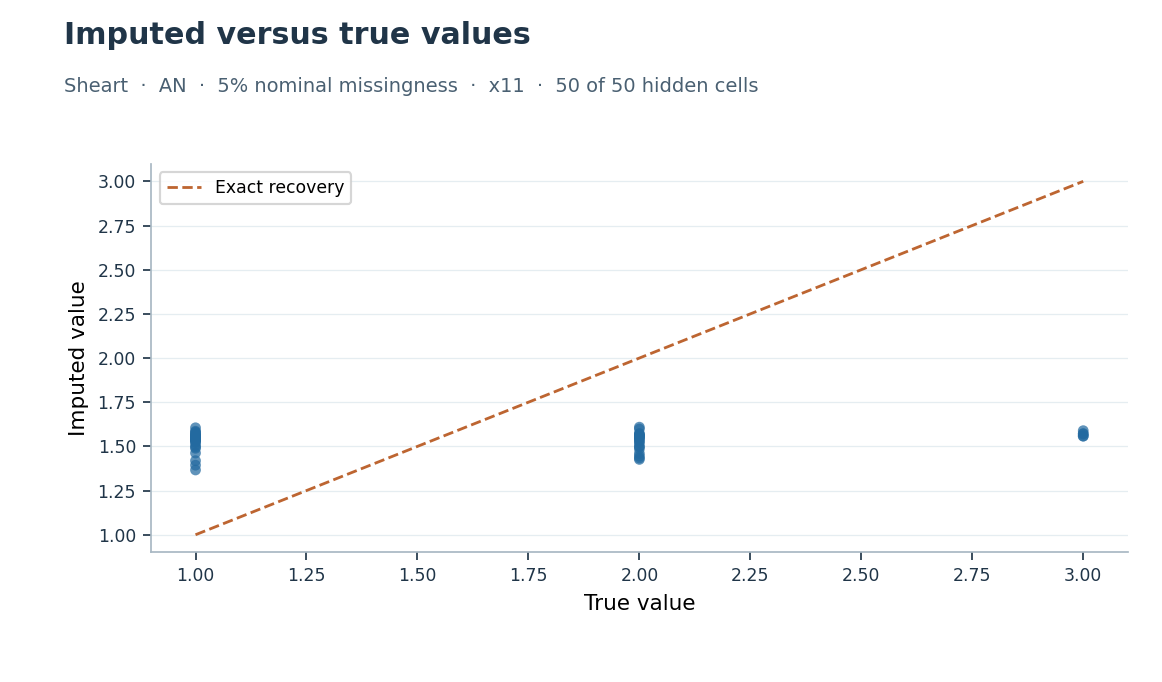 Imputed versus true values
Sheart · AN · 5% nominal missingness · x11 · 50 of 50 hidden cells
Exact recovery
Imputed value
3.00
2.75
2.50
2.25
2.00
1.75
1.50
1.25
1.00
1.00 1.25 1.50 1.75 2.00 2.25 2.50 2.75 3.00
True value